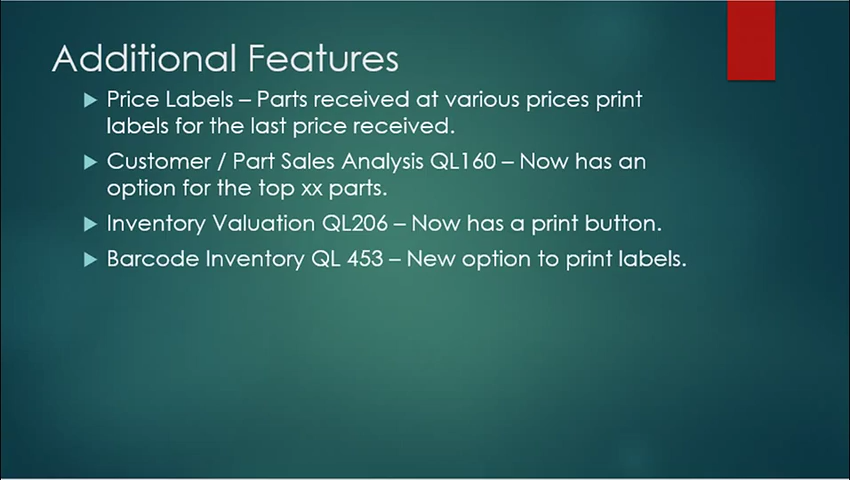 Additional Features
Price Labels – Parts received at various prices print
labels for the last price received.
Customer / Part Sales Analysis QL160 – Now has an
option for the top xx parts.
Inventory Valuation QL206 – Now has a print button.
Barcode Inventory QL 453 – New option to print labels.